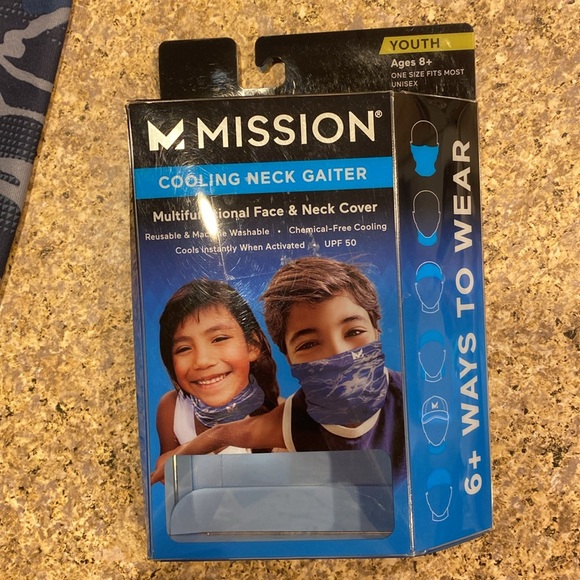 YOUTH
Ages 8+
ONE SIZE FITS MOST
UNISEX
MISSION®
COOLING NECK GAITER
Multifunctional Face & Neck Cover
Reusable & Machine Washable • Chemical-Free Cooling
Cools Instantly When Activated • UPF 50
6+ WAYS TO WEAR